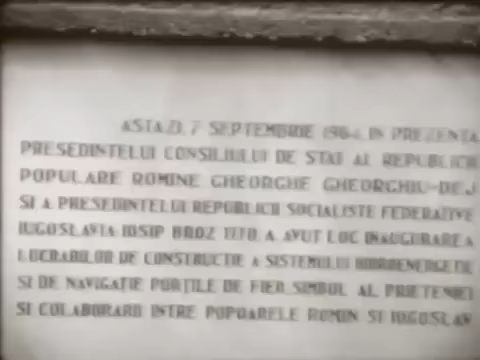 ASTAZI, 7 SEPTEMBRIE 1964, IN PREZENTA
PRESEDINTELUI CONSILIULUI DE STAT AL REPUBLICII
POPULARE ROMINE GHEORGHE GHEORGHIU-DEJ
SI A PRESEDINTELUI REPUBLICII SOCIALISTE FEDERATIVE
IUGOSLAVIA IOSIP BROZ TITO A AVUT LOC INAUGURAREA
LUCRARILOR DE CONSTRUCTIE A SISTEMULUI HIDROENERGETIC
SI DE NAVIGATIE PORTILE DE FIER, SIMBOL AL PRIETENIEI
SI COLABORARII INTRE POPOARELE ROMIN SI IUGOSLAV